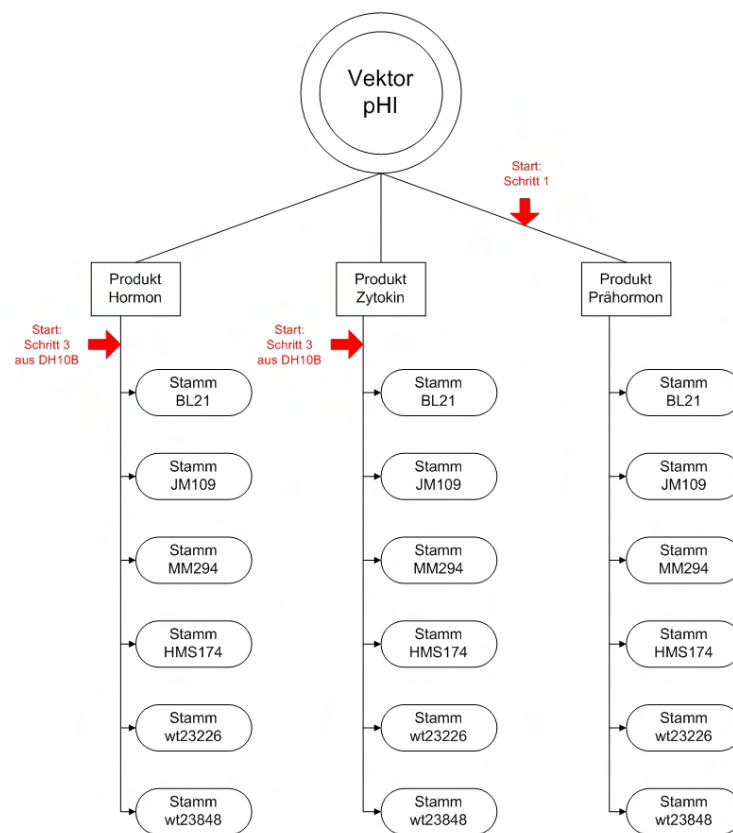 Vektor
pHI
Start:
Schritt 1
Produkt
Hormon
Produkt
Zytokin
Produkt
Prähormon
Start:
Schritt 3
aus DH10B
Start:
Schritt 3
aus DH10B
Stamm
BL21
Stamm
BL21
Stamm
BL21
Stamm
JM109
Stamm
JM109
Stamm
JM109
Stamm
MM294
Stamm
MM294
Stamm
MM294
Stamm
HMS174
Stamm
HMS174
Stamm
HMS174
Stamm
wt23226
Stamm
wt23226
Stamm
wt23226
Stamm
wt23848
Stamm
wt23848
Stamm
wt23848